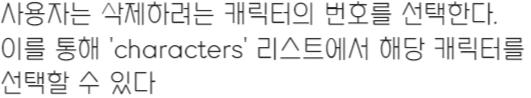 사용자는 삭제하려는 캐릭터의 번호를 선택한다.
이를 통해 'characters' 리스트에서 해당 캐릭터를
선택할 수 있다